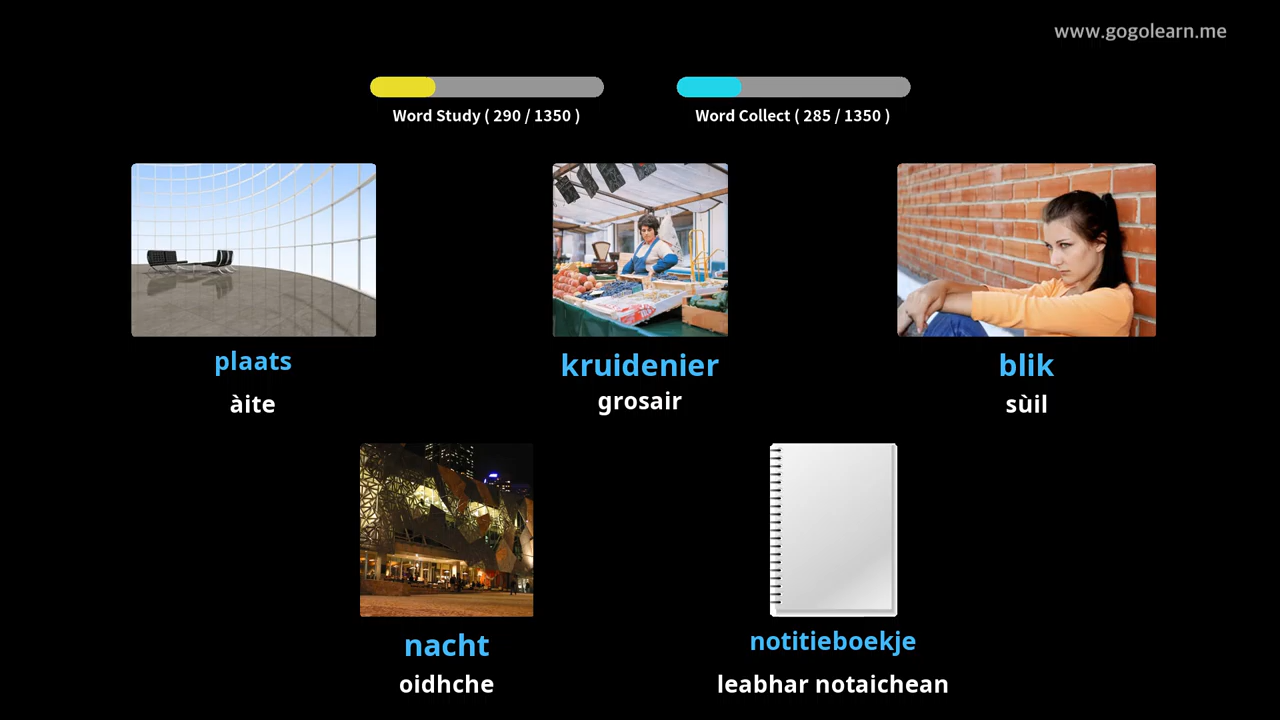 www.gogolearn.me
Word Study ( 290 / 1350 )
Word Collect ( 285 / 1350 )
plaats
àite
kruidenier
grosair
blik
sùil
nacht
oidhche
notitieboekje
leabhar notaichean